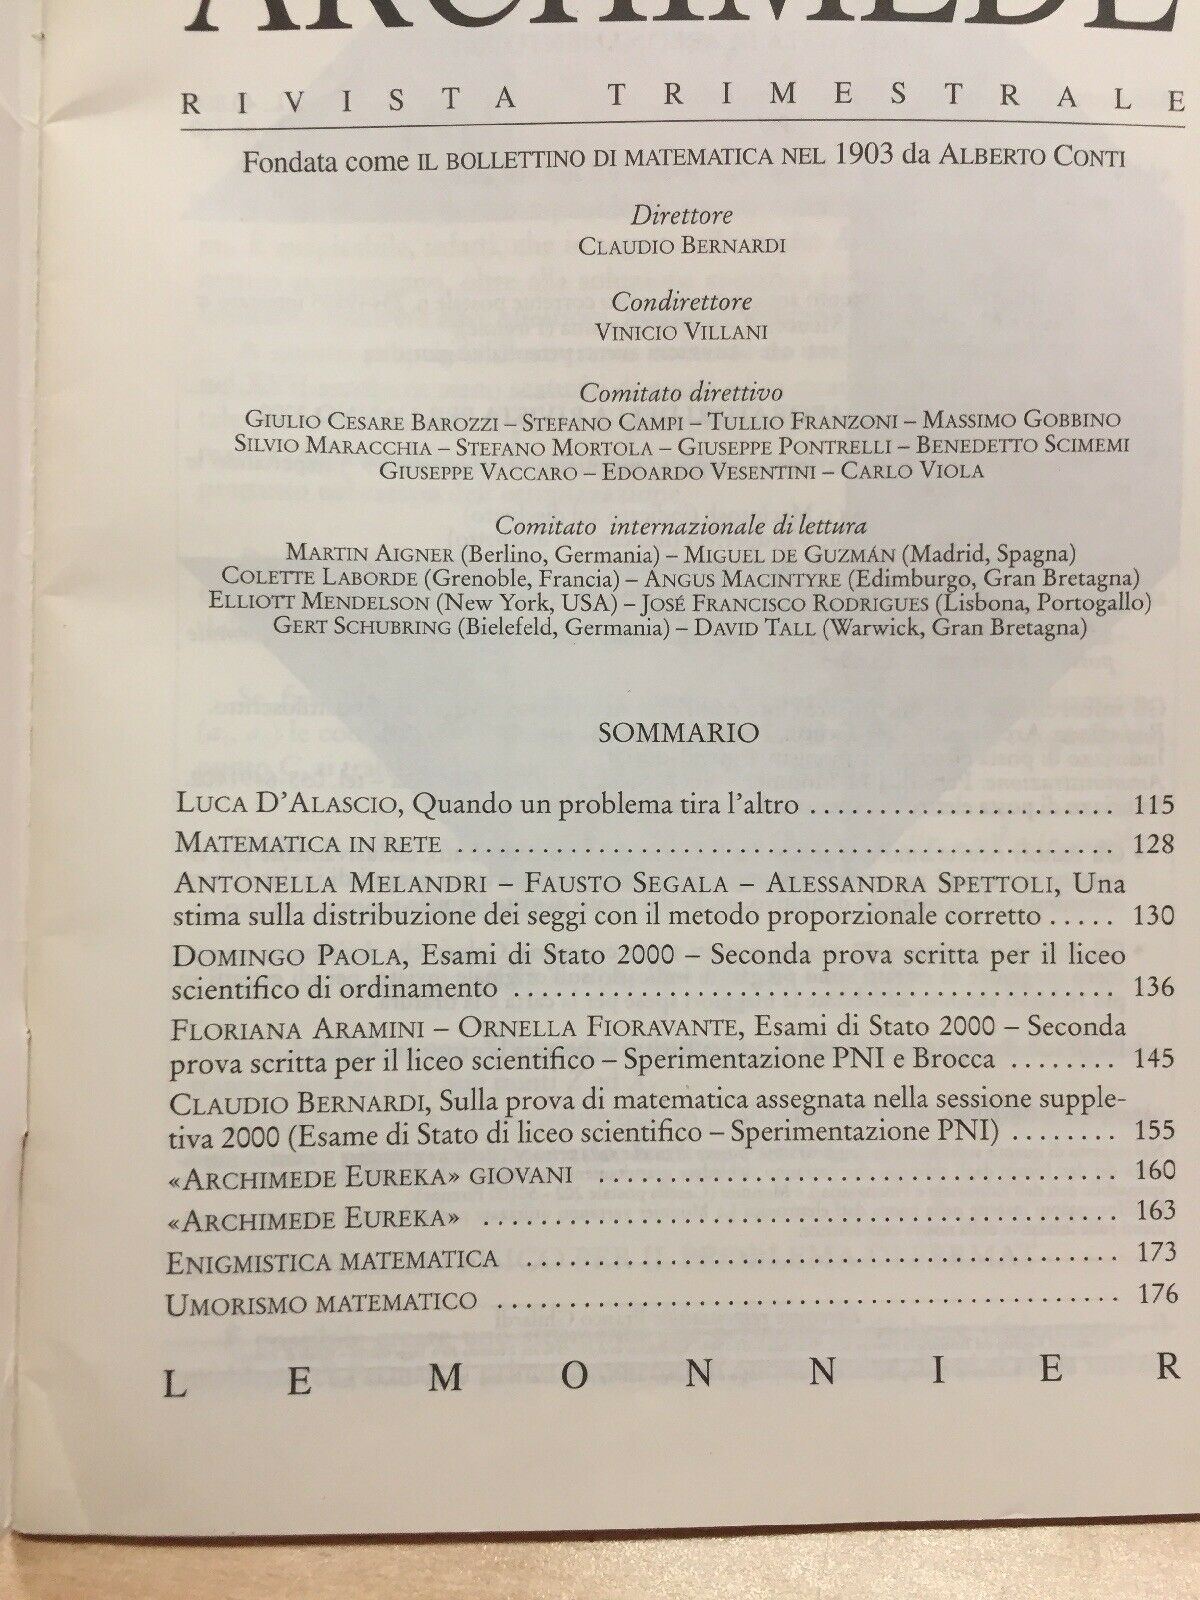 ARCHIMEDE
RIVISTA TRIMESTRALE
Fondata come IL BOLLETTINO DI MATEMATICA NEL 1903 da ALBERTO CONTI
Direttore
CLAUDIO BERNARDI
Condirettore
VINICIO VILLANI
Comitato direttivo
GIULIO CESARE BAROZZI – STEFANO CAMPI – TULLIO FRANZONI – MASSIMO GOBBINO
SILVIO MARACCHIA – STEFANO MORTOLA – GIUSEPPE PONTRELLI – BENEDETTO SCIMEMI
GIUSEPPE VACCARO – EDOARDO VESENTINI – CARLO VIOLA
Comitato internazionale di lettura
MARTIN AIGNER (Berlino, Germania) – MIGUEL DE GUZMÁN (Madrid, Spagna)
COLETTE LABORDE (Grenoble, Francia) – ANGUS MACINTYRE (Edimburgo, Gran Bretagna)
ELLIOTT MENDELSON (New York, USA) – JOSÉ FRANCISCO RODRIGUES (Lisbona, Portogallo)
GERT SCHUBRING (Bielefeld, Germania) – DAVID TALL (Warwick, Gran Bretagna)
SOMMARIO
LUCA D'ALASCIO, Quando un problema tira l'altro ...................... 115
MATEMATICA IN RETE ............................................... 128
ANTONELLA MELANDRI – FAUSTO SEGALA – ALESSANDRA SPETTOLI, Una
stima sulla distribuzione dei seggi con il metodo proporzionale corretto ..... 130
DOMINGO PAOLA, Esami di Stato 2000 – Seconda prova scritta per il liceo
scientifico di ordinamento ........................................... 136
FLORIANA ARAMINI – ORNELLA FIORAVANTE, Esami di Stato 2000 – Seconda
prova scritta per il liceo scientifico – Sperimentazione PNI e Brocca ........ 145
CLAUDIO BERNARDI, Sulla prova di matematica assegnata nella sessione supple-
tiva 2000 (Esame di Stato di liceo scientifico – Sperimentazione PNI) ........ 155
«ARCHIMEDE EUREKA» GIOVANI ....................................... 160
«ARCHIMEDE EUREKA» ............................................. 163
ENIGMISTICA MATEMATICA .......................................... 173
UMORISMO MATEMATICO ............................................ 176
LE MONNIER